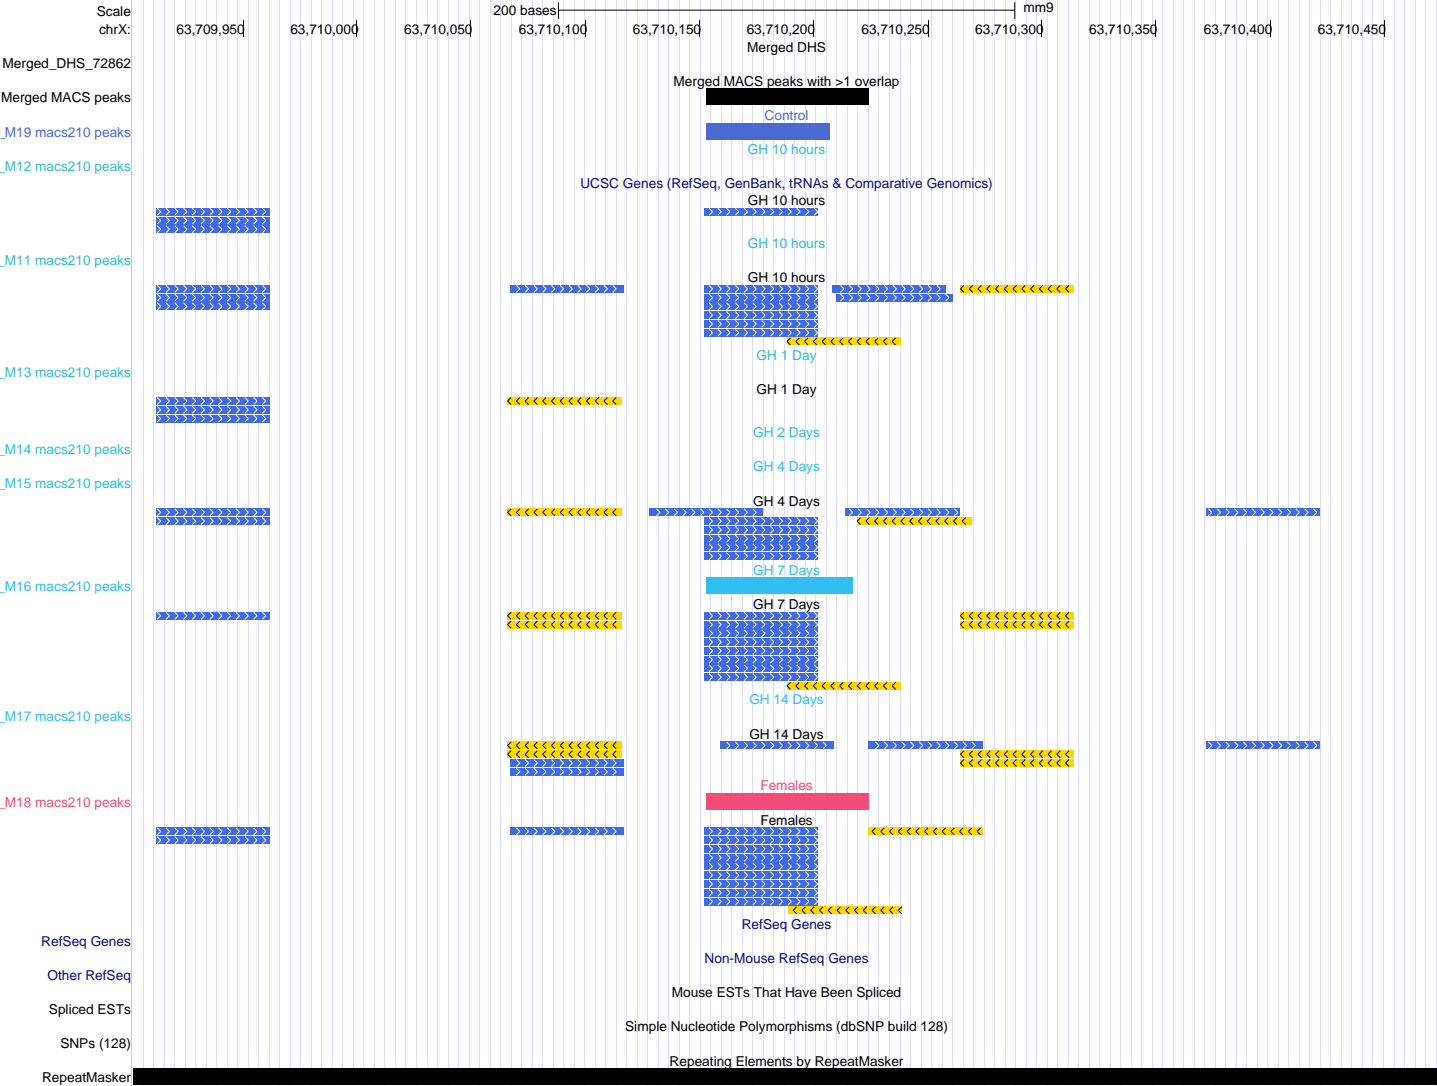 Scale 200 bases mm9
chrX: 63,709,950 63,710,000 63,710,050 63,710,100 63,710,150 63,710,200 63,710,250 63,710,300 63,710,350 63,710,400 63,710,450
Merged DHS
Merged_DHS_72862
Merged MACS peaks with >1 overlap
Merged MACS peaks
Control
_M19 macs210 peaks
GH 10 hours
_M12 macs210 peaks
UCSC Genes (RefSeq, GenBank, tRNAs & Comparative Genomics)
GH 10 hours
GH 10 hours
_M11 macs210 peaks
GH 10 hours
GH 1 Day
_M13 macs210 peaks
GH 1 Day
GH 2 Days
_M14 macs210 peaks
GH 4 Days
_M15 macs210 peaks
GH 4 Days
GH 7 Days
_M16 macs210 peaks
GH 7 Days
GH 14 Days
_M17 macs210 peaks
GH 14 Days
Females
_M18 macs210 peaks
Females
RefSeq Genes
RefSeq Genes
Non-Mouse RefSeq Genes
Other RefSeq
Mouse ESTs That Have Been Spliced
Spliced ESTs
Simple Nucleotide Polymorphisms (dbSNP build 128)
SNPs (128)
Repeating Elements by RepeatMasker
RepeatMasker